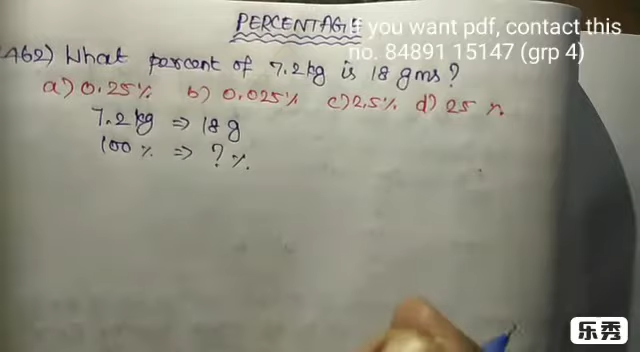 PERCENTAGE
If you want pdf, contact this
no. 84891 15147 (grp 4)
462) What percent of 7.2kg is 18 gms?
a) 0.25% b) 0.025% c) 2.5% d) 25 %
7.2kg ⇒ 18 g
100 % ⇒ ? %
乐秀